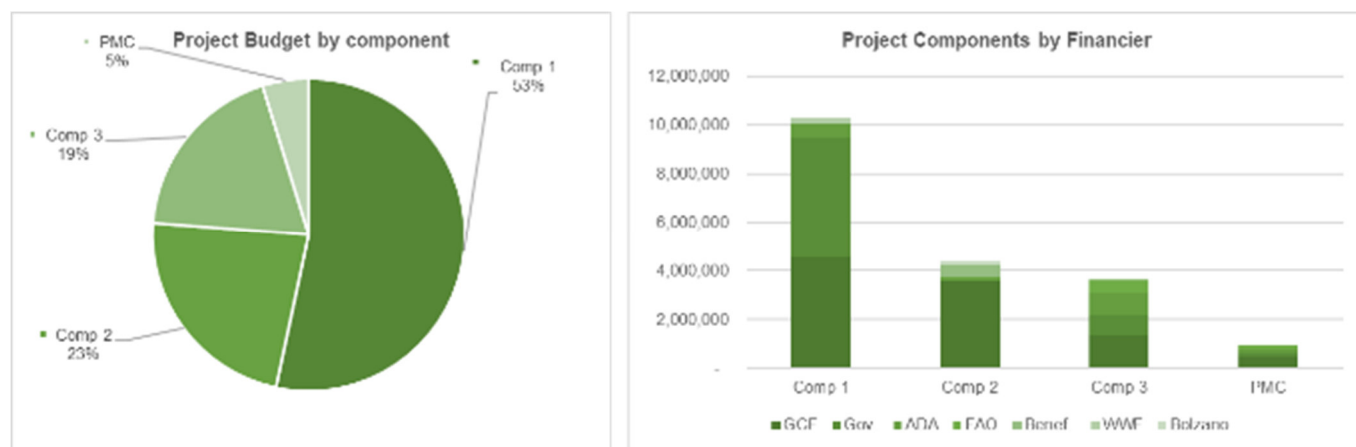 Project Budget by component
PMC
5%
Comp 1
53%
Comp 3
19%
Comp 2
23%
Project Components by Financier
12,000,000
10,000,000
8,000,000
6,000,000
4,000,000
2,000,000
-
Comp 1 Comp 2 Comp 3 PMC
GCF Gov ADA FAO Benef WWF Bolzano